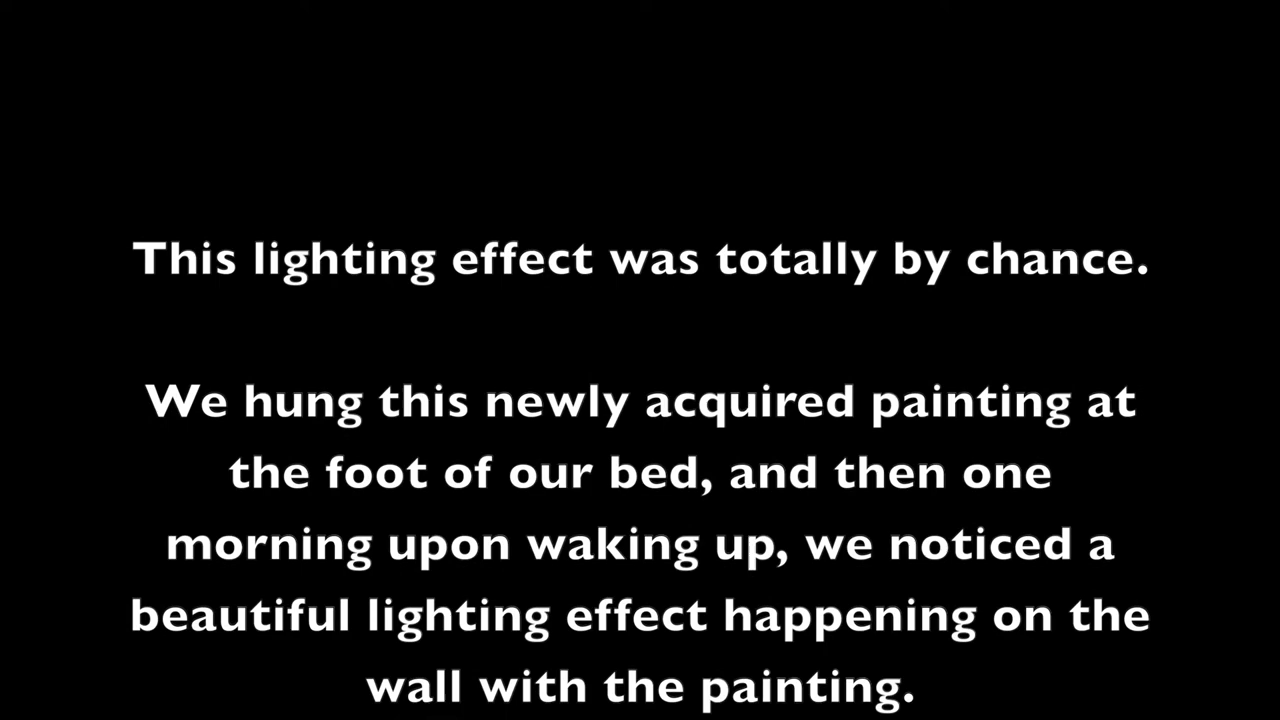 This lighting effect was totally by chance.
We hung this newly acquired painting at
the foot of our bed, and then one
morning upon waking up, we noticed a
beautiful lighting effect happening on the
wall with the painting.